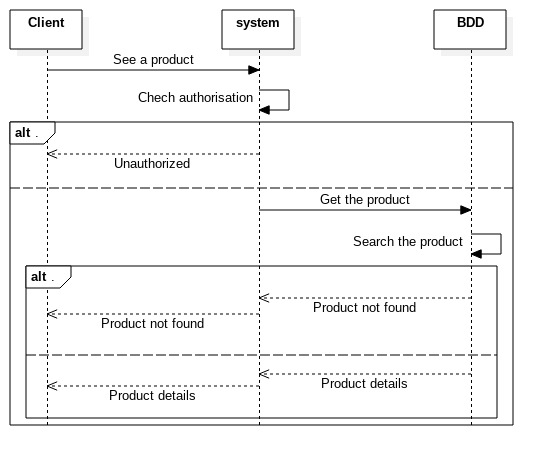 Client
system
BDD
See a product
Chech authorisation
alt .
Unauthorized
Get the product
Search the product
alt .
Product not found
Product not found
Product details
Product details